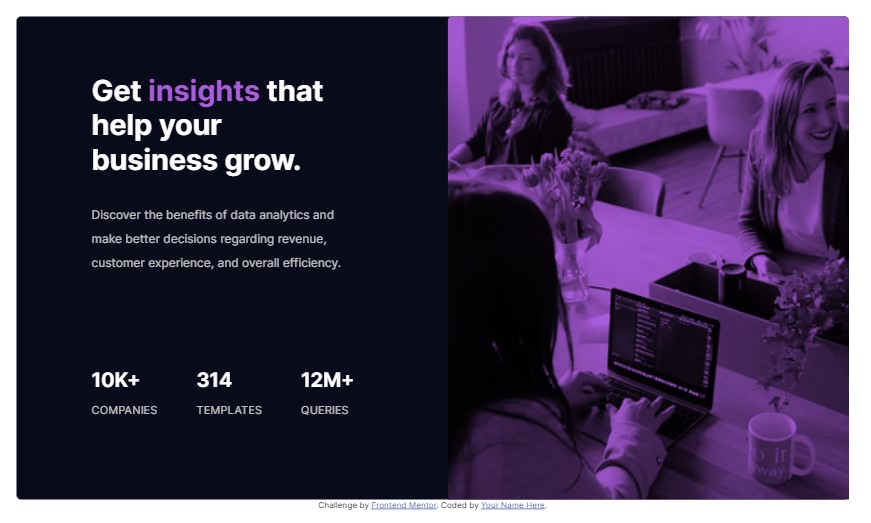 Get insights that
help your
business grow.
Discover the benefits of data analytics and
make better decisions regarding revenue,
customer experience, and overall efficiency.
10K+ 314 12M+
COMPANIES TEMPLATES QUERIES
Challenge by Frontend Mentor. Coded by Your Name Here.